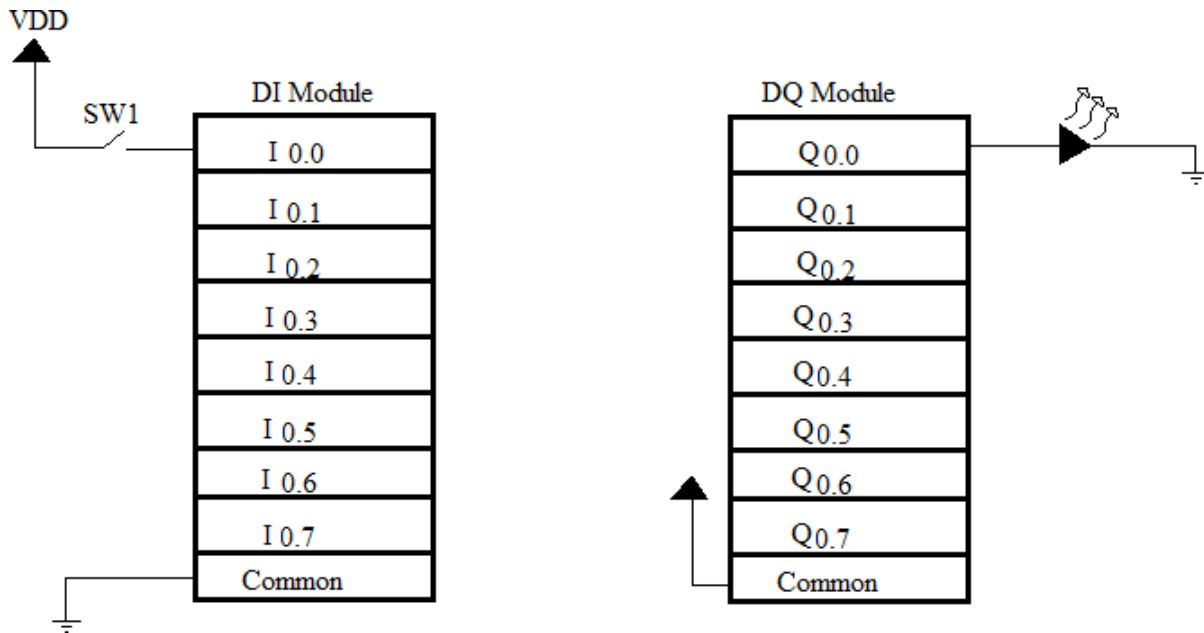 VDD
SW1
DI Module
I 0.0
I 0.1
I 0.2
I 0.3
I 0.4
I 0.5
I 0.6
I 0.7
Common
DQ Module
Q0.0
Q0.1
Q0.2
Q0.3
Q0.4
Q0.5
Q0.6
Q0.7
Common